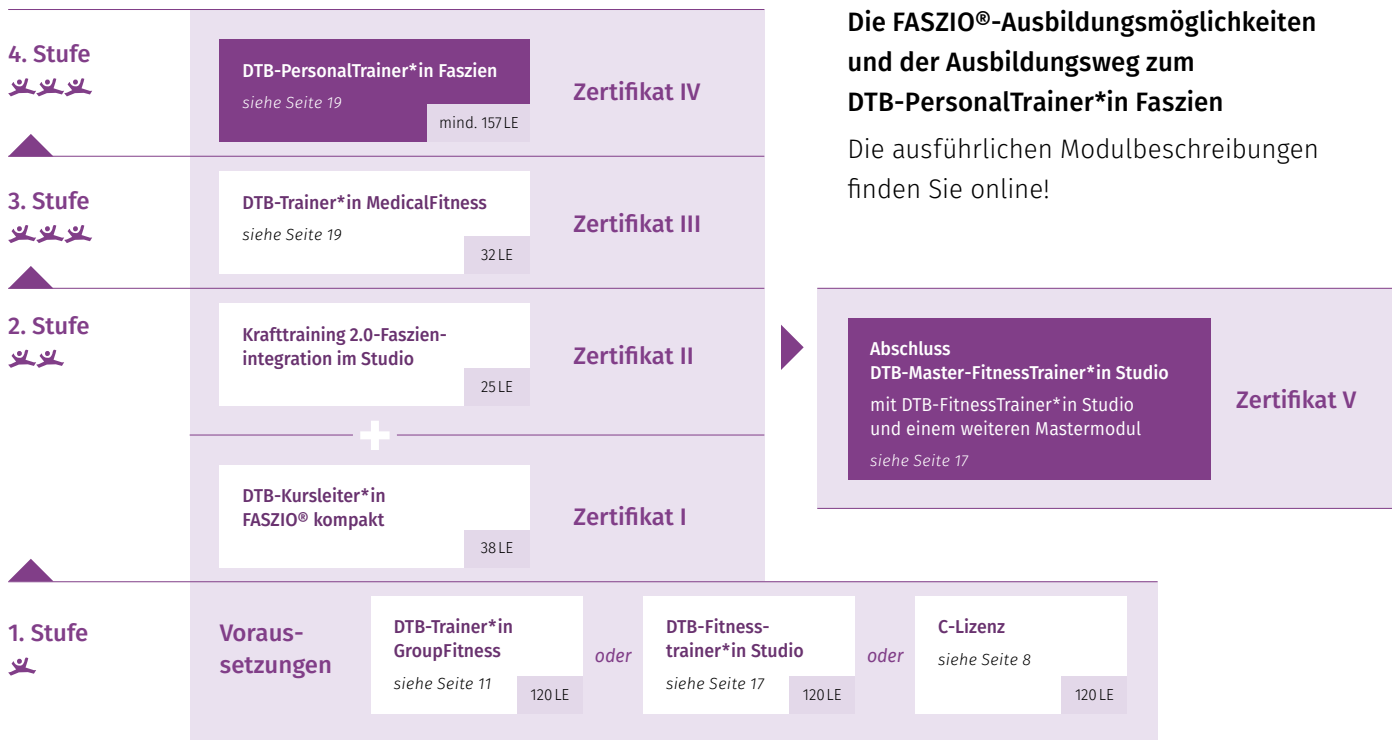 Die FASZIO®-Ausbildungsmöglichkeiten
und der Ausbildungsweg zum
DTB-PersonalTrainer*in Faszien
Die ausführlichen Modulbeschreibungen
finden Sie online!
4. Stufe
DTB-PersonalTrainer*in Faszien
siehe Seite 19
mind. 157 LE
Zertifikat IV
3. Stufe
DTB-Trainer*in MedicalFitness
siehe Seite 19
32 LE
Zertifikat III
2. Stufe
Krafttraining 2.0-Faszien-
integration im Studio
25 LE
Zertifikat II
DTB-Kursleiter*in
FASZIO® kompakt
38 LE
Zertifikat I
Abschluss
DTB-Master-FitnessTrainer*in Studio
mit DTB-FitnessTrainer*in Studio
und einem weiteren Mastermodul
siehe Seite 17
Zertifikat V
1. Stufe
Voraus-
setzungen
DTB-Trainer*in
GroupFitness
siehe Seite 11
120 LE
oder
DTB-Fitness-
trainer*in Studio
siehe Seite 17
120 LE
oder
C-Lizenz
siehe Seite 8
120 LE